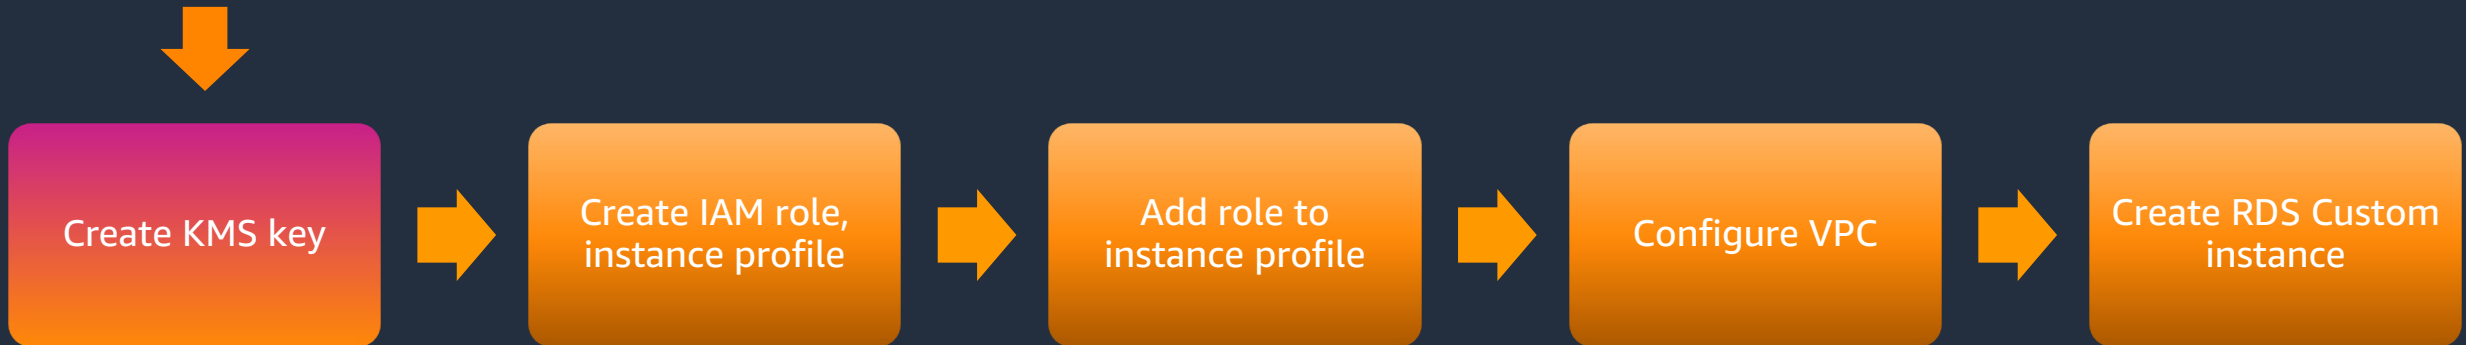 Create KMS key
Create IAM role,
instance profile
Add role to
instance profile
Configure VPC
Create RDS Custom
instance